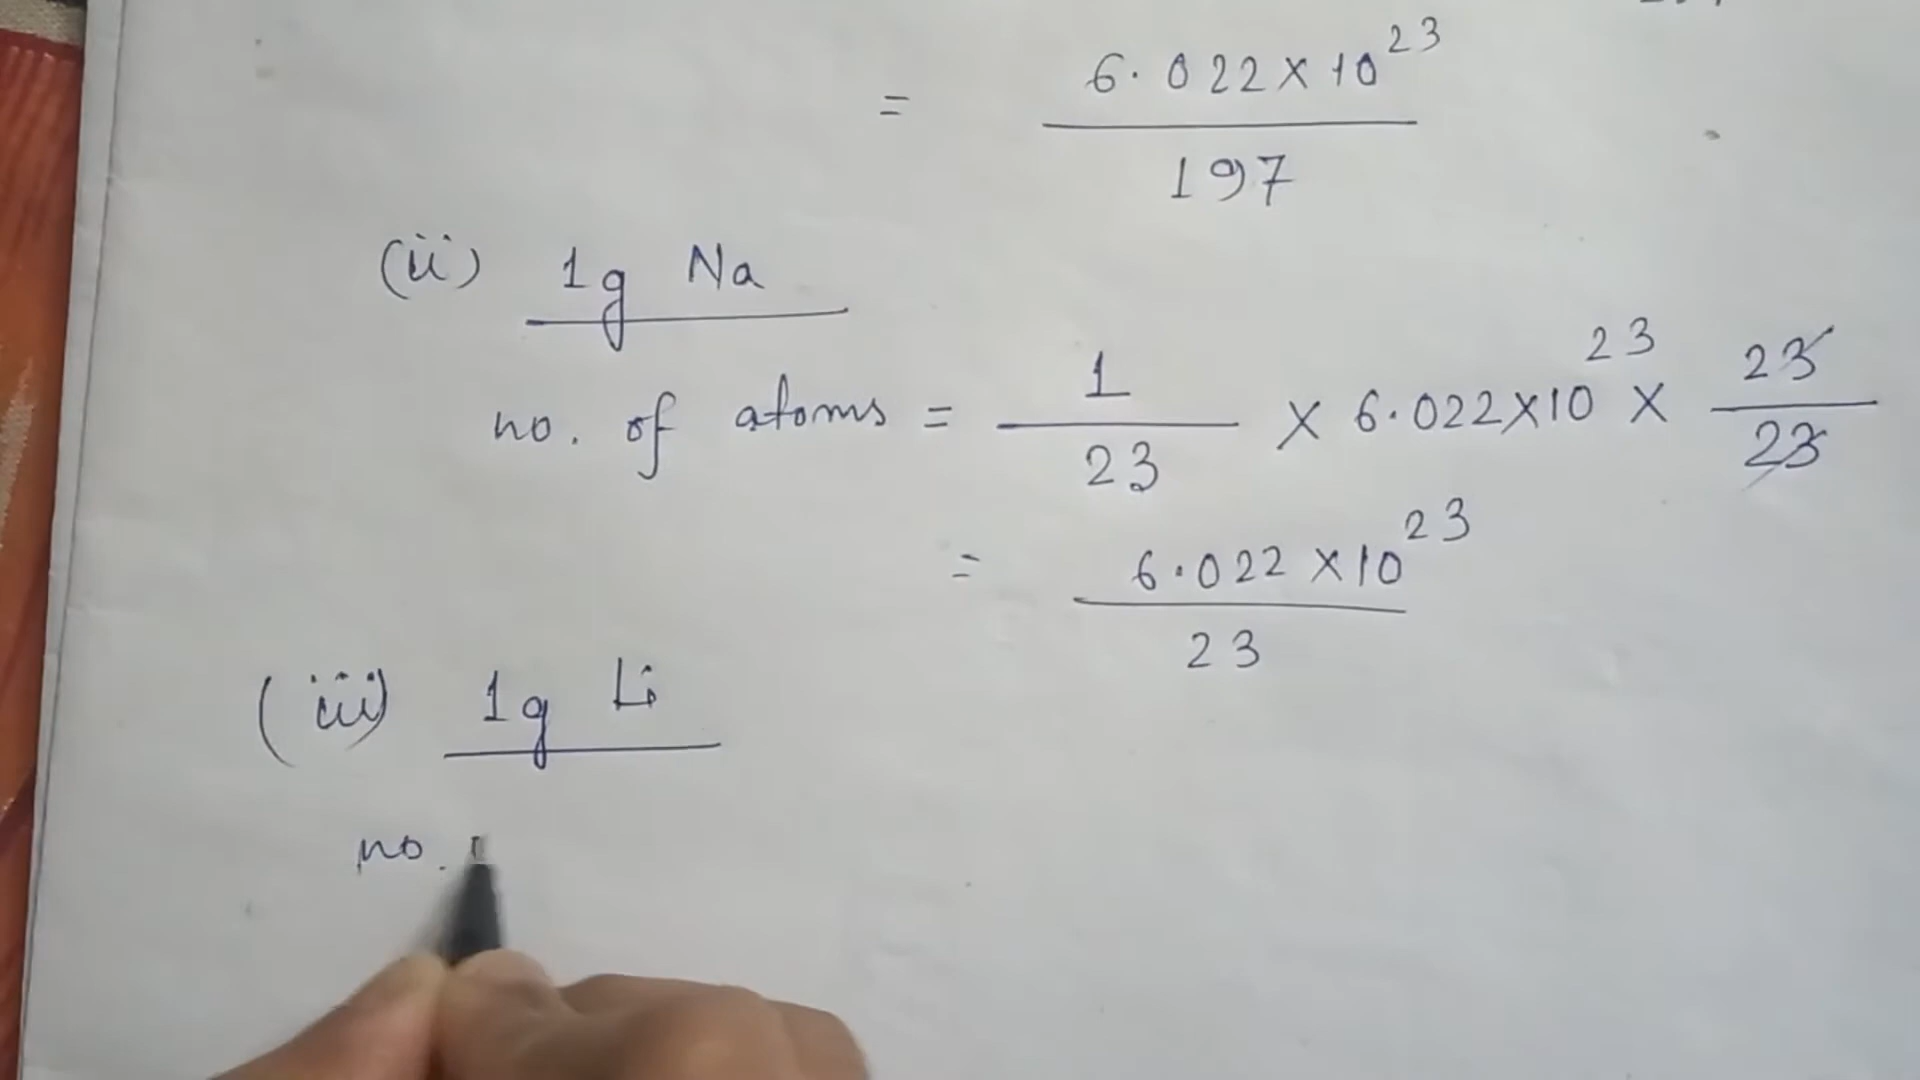 = 6.022 × 10^23 / 197
(ii) 1g Na
no. of atoms = 1/23 × 6.022×10^23 × 23/23
= 6.022 ×10^23 / 23
(iii) 1g Li
no.